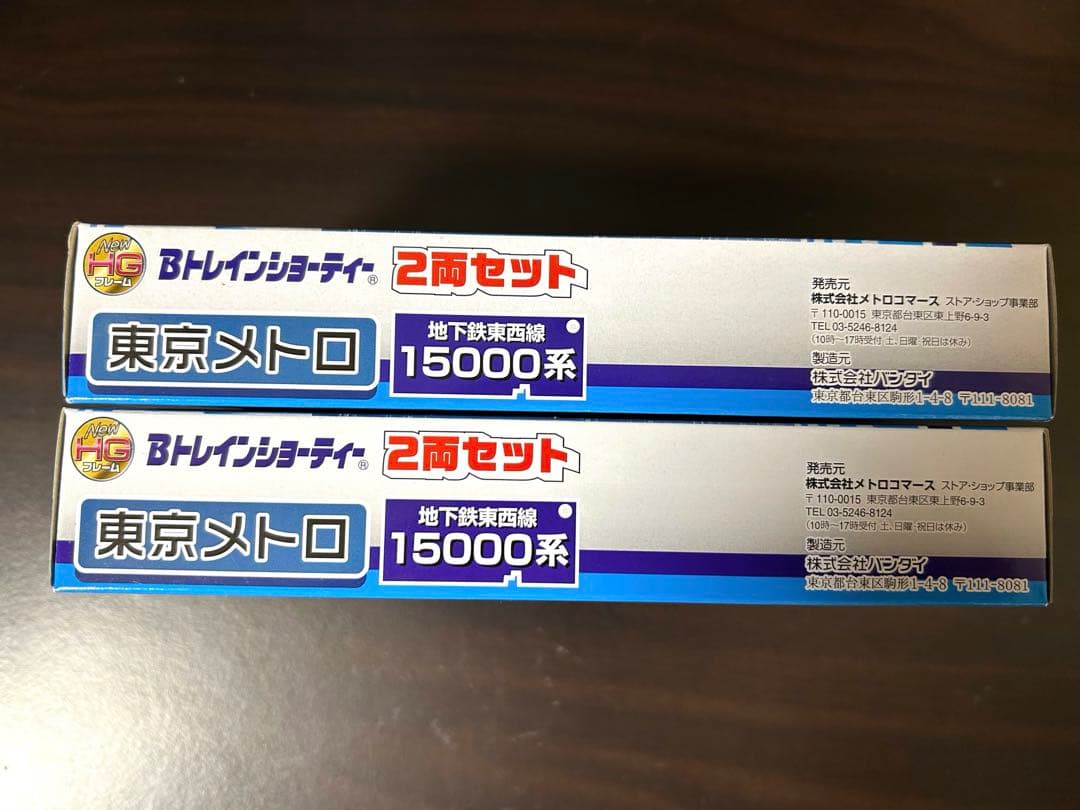 New
HG
フレーム
Bトレインショーティー®
2両セット
東京メトロ
地下鉄東西線
15000系
発売元
株式会社メトロコマース ストア・ショップ事業部
〒110-0015 東京都台東区東上野6-9-3
TEL 03-5246-8124
(10時〜17時受付 土、日曜・祝日は休み)
製造元
株式会社バンダイ
東京都台東区駒形1-4-8 〒111-8081
New
HG
フレーム
Bトレインショーティー®
2両セット
東京メトロ
地下鉄東西線
15000系
発売元
株式会社メトロコマース ストア・ショップ事業部
〒110-0015 東京都台東区東上野6-9-3
TEL 03-5246-8124
(10時〜17時受付 土、日曜・祝日は休み)
製造元
株式会社バンダイ
東京都台東区駒形1-4-8 〒111-8081